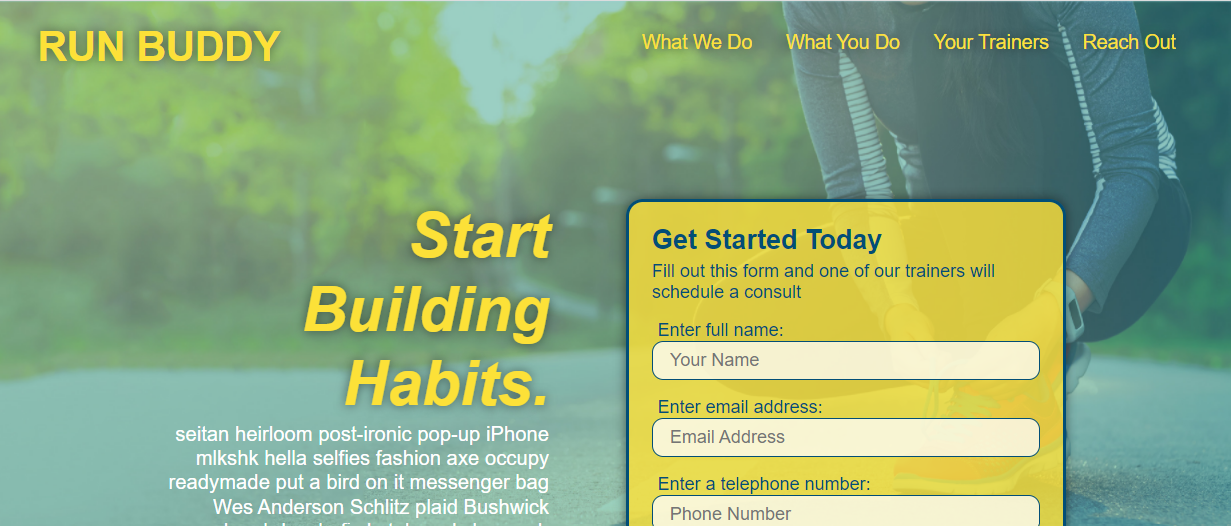 RUN BUDDY
What We Do
What You Do
Your Trainers
Reach Out
Start
Building
Habits.
seitan heirloom post-ironic pop-up iPhone
mlkshk hella selfies fashion axe occupy
readymade put a bird on it messenger bag
Wes Anderson Schlitz plaid Bushwick
Get Started Today
Fill out this form and one of our trainers will
schedule a consult
Enter full name:
Your Name
Enter email address:
Email Address
Enter a telephone number:
Phone Number